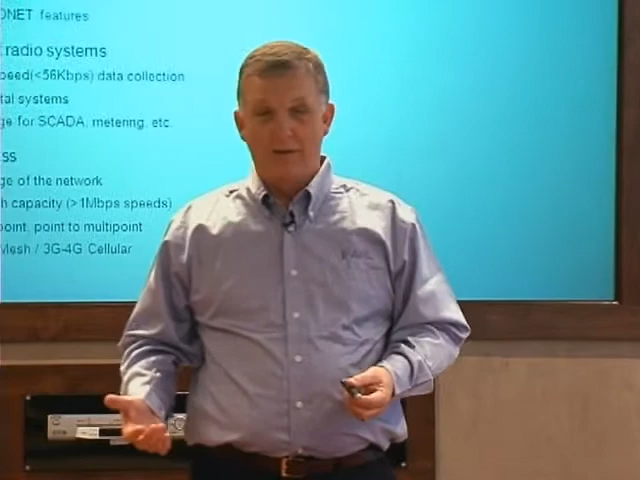 ONET features
radio systems
peed(<56Kbps) data collection
tal systems
ge for SCADA, metering, etc.
ss
ge of the network
h capacity (>1Mbps speeds)
point, point to multipoint
Mesh / 3G-4G Cellular